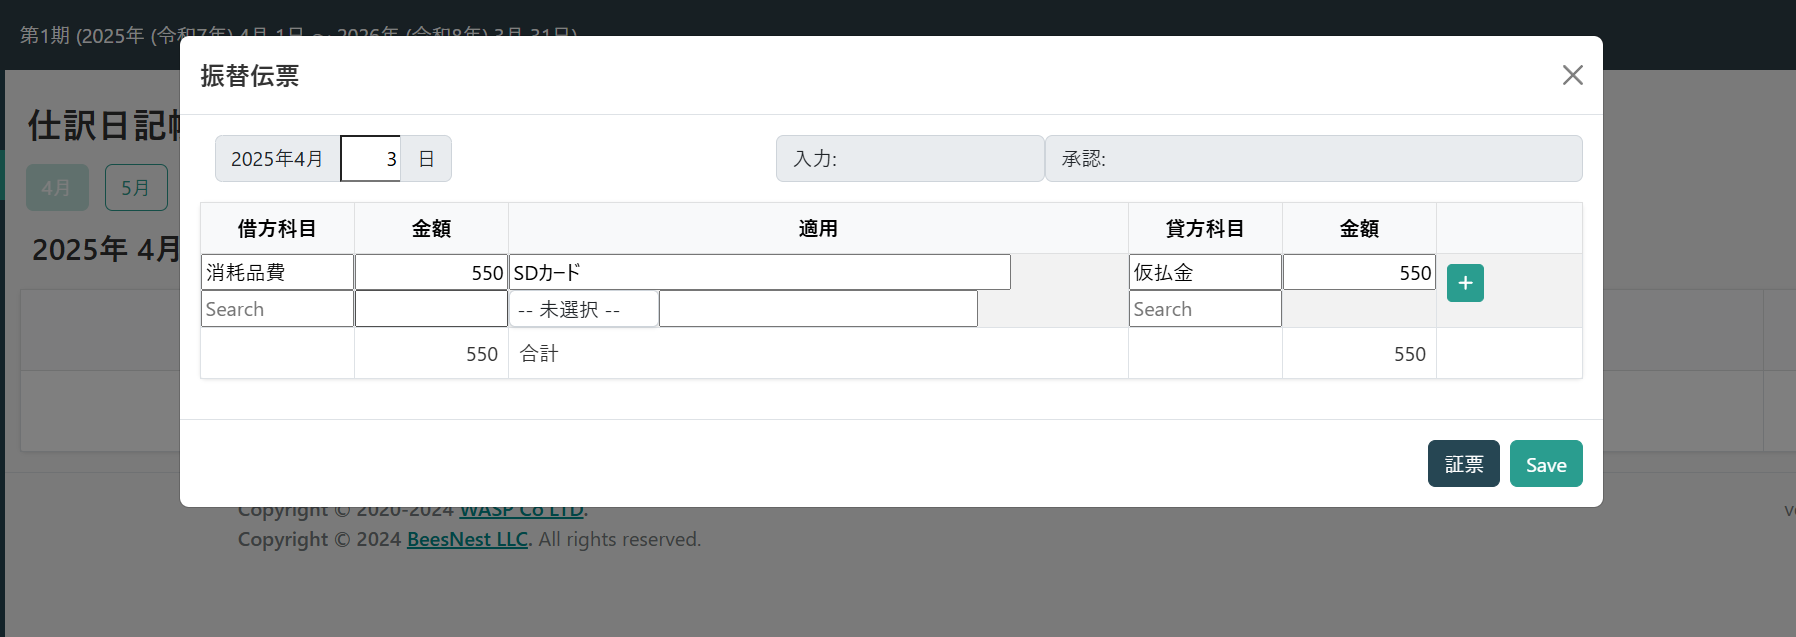 第1期 (2025年 (令和7年) 4月 1日 ～ 2026年 (令和8年) 3月 31日)
振替伝票
仕訳日記
2025年4月 3 日 入力: 承認:
4月 5月
借方科目 金額 適用 貸方科目 金額
2025年 4月
消耗品費 550 SDカード 仮払金 550
+
Search -- 未選択 -- Search
550 合計 550
証票 Save
Copyright © 2020-2024 WASP Co LTD.
Copyright © 2024 BeesNest LLC. All rights reserved.